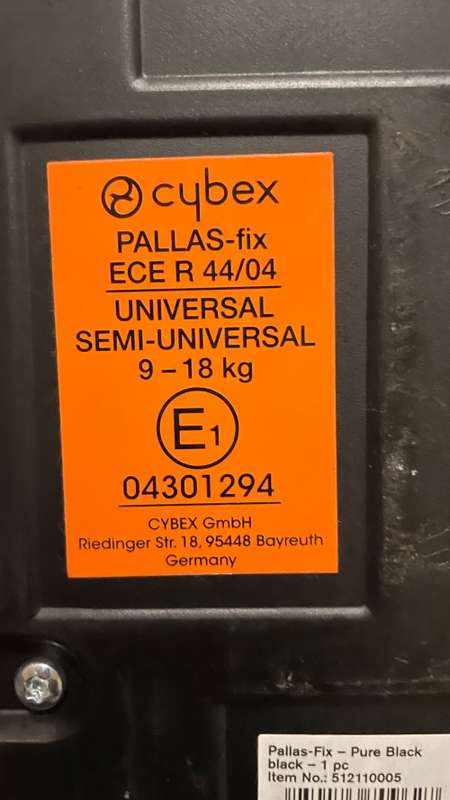 cybex
PALLAS-fix
ECE R 44/04
UNIVERSAL
SEMI-UNIVERSAL
9 – 18 kg
E1
04301294
CYBEX GmbH
Riedinger Str. 18, 95448 Bayreuth
Germany
Pallas-Fix – Pure Black
black – 1 pc
Item No.: 512110005